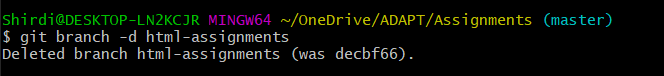 Shirdi@DESKTOP-LN2KCJR MINGW64 ~/OneDrive/ADAPT/Assignments (master)
$ git branch -d html-assignments
Deleted branch html-assignments (was decbf66).